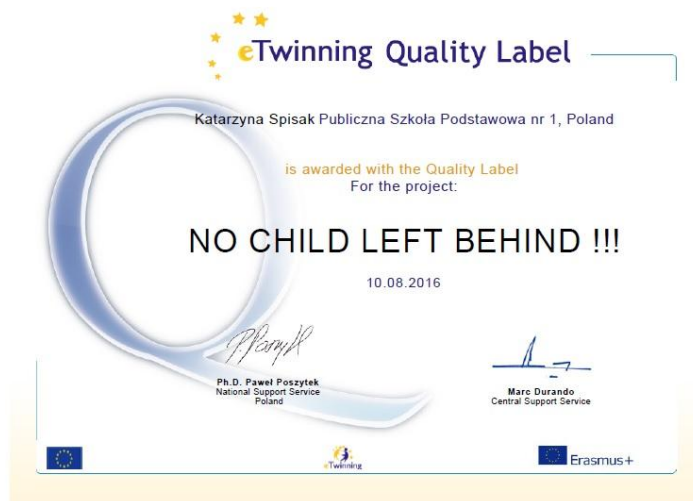 eTwinning Quality Label
Katarzyna Spisak Publiczna Szkoła Podstawowa nr 1, Poland
is awarded with the Quality Label
For the project:
NO CHILD LEFT BEHIND !!!
10.08.2016
Ph.D. Paweł Poszytek
National Support Service
Poland
Marc Durando
Central Support Service
eTwinning
Erasmus+